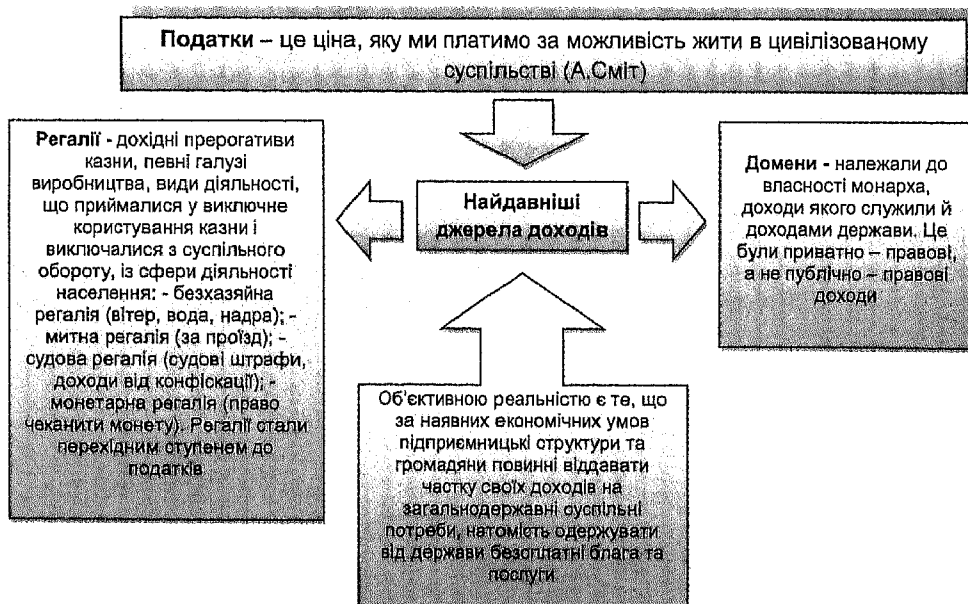 Податки – це ціна, яку ми платимо за можливість жити в цивілізованому
суспільстві (А.Сміт)
Регалії - дохідні прерогативи
казни, певні галузі
виробництва, види діяльності,
що приймалися у виключне
користування казни і
виключалися з суспільного
обороту, із сфери діяльності
населення: - безхазяйна
регалія (вітер, вода, надра); -
митна регалія (за проїзд); -
судова регалія (судові штрафи,
доходи від конфіскації); -
монетарна регалія (право
чеканити монету). Регалії стали
перехідним ступенем до
податків
Найдавніші
джерела доходів
Домени - належали до
власності монарха,
доходи якого служили й
доходами держави. Це
були приватно – правові,
а не публічно – правові
доходи
Об'єктивною реальністю є те, що
за наявних економічних умов
підприємницькі структури та
громадяни повинні віддавати
частку своїх доходів на
загальнодержавні суспільні
потреби, натомість одержувати
від держави безоплатні блага та
послуги